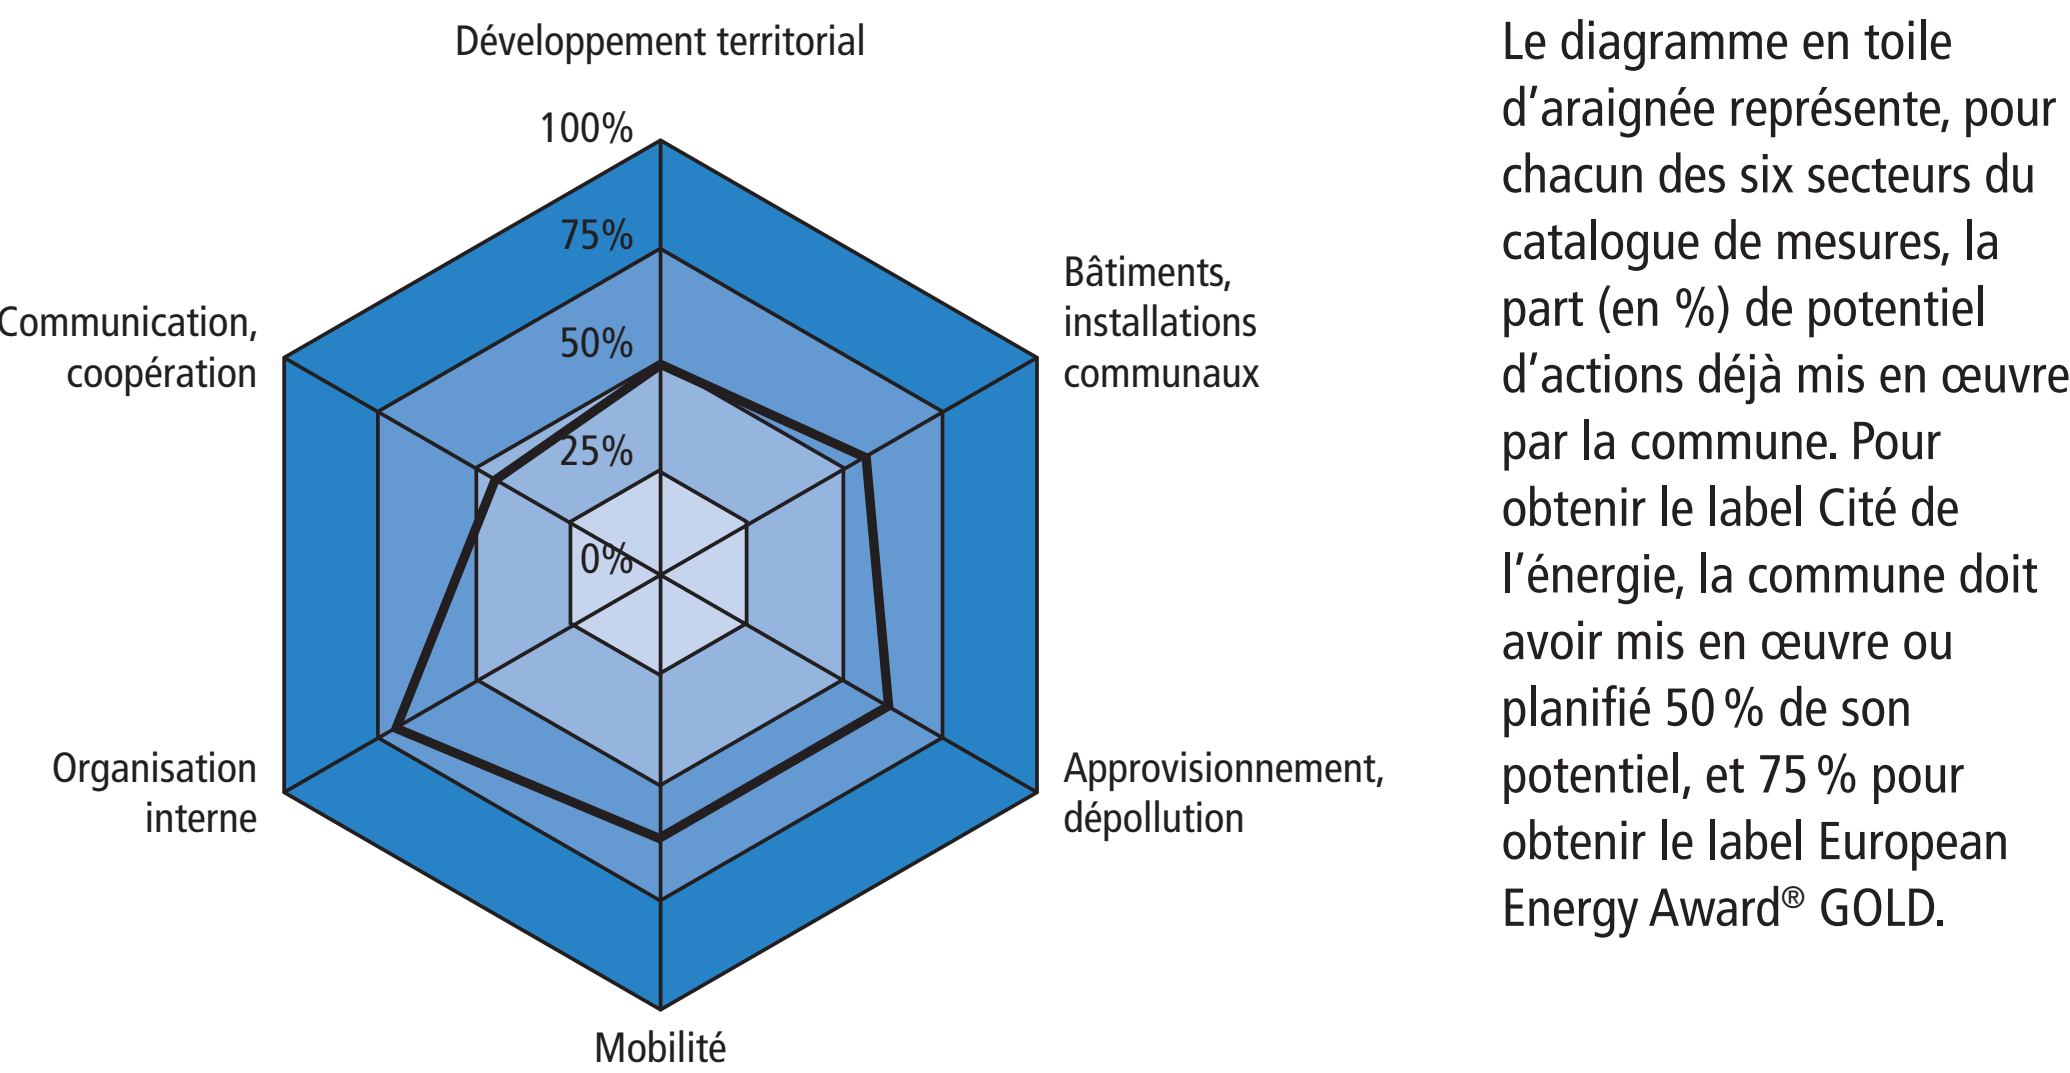 Développement territorial
100%
75%
50%
25%
0%
Bâtiments,
installations
communaux
Communication,
coopération
Organisation
interne
Approvisionnement,
dépollution
Mobilité
Le diagramme en toile
d’araignée représente, pour
chacun des six secteurs du
catalogue de mesures, la
part (en %) de potentiel
d’actions déjà mis en œuvre
par la commune. Pour
obtenir le label Cité de
l’énergie, la commune doit
avoir mis en œuvre ou
planifié 50 % de son
potentiel, et 75 % pour
obtenir le label European
Energy Award® GOLD.